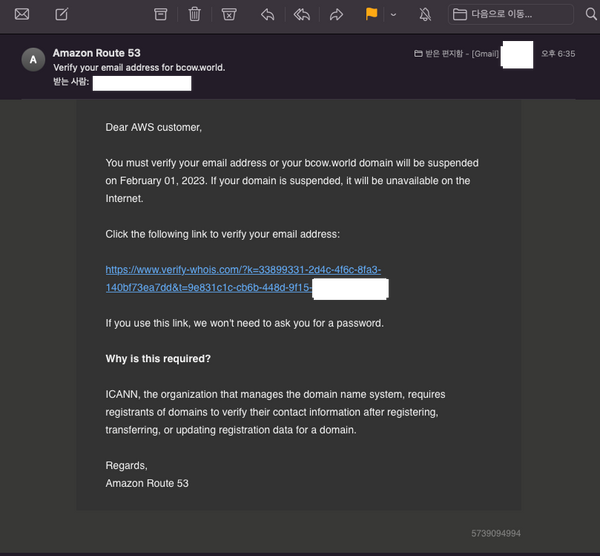 다음으로 이동...
A
Amazon Route 53
받은 편지함 - [Gmail]
오후 6:35
Verify your email address for bcow.world.
받는 사람:
Dear AWS customer,
You must verify your email address or your bcow.world domain will be suspended
on February 01, 2023. If your domain is suspended, it will be unavailable on the
Internet.
Click the following link to verify your email address:
https://www.verify-whois.com/?k=33899331-2d4c-4f6c-8fa3-
140bf73ea7dd&t=9e831c1c-cb6b-448d-9f15-
If you use this link, we won't need to ask you for a password.
Why is this required?
ICANN, the organization that manages the domain name system, requires
registrants of domains to verify their contact information after registering,
transferring, or updating registration data for a domain.
Regards,
Amazon Route 53
5739094994